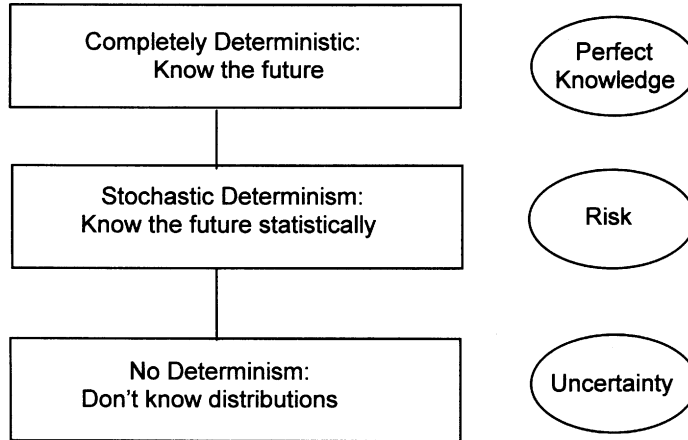 Completely Deterministic:
Know the future
Perfect
Knowledge
Stochastic Determinism:
Know the future statistically
Risk
No Determinism:
Don't know distributions
Uncertainty